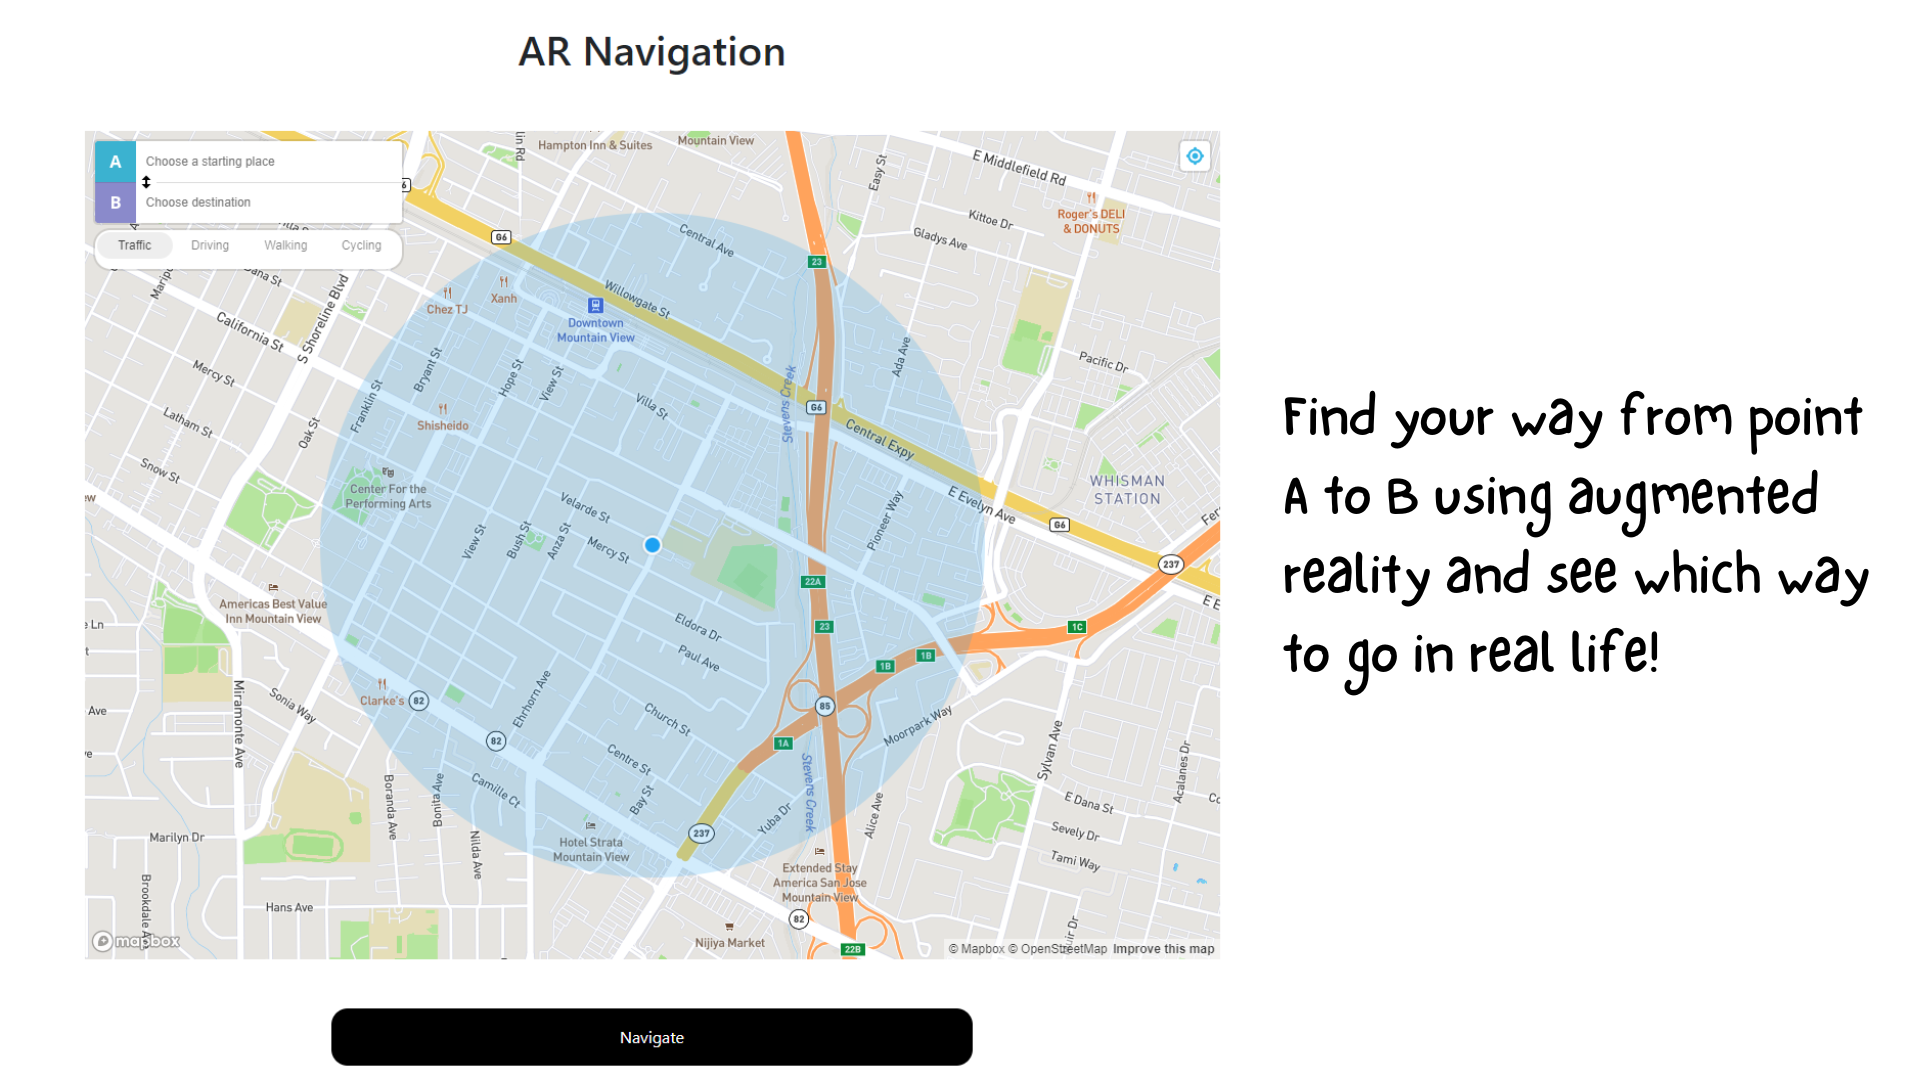 AR Navigation
A Choose a starting place
B Choose destination
Traffic Driving Walking Cycling
Hampton Inn & Suites
Mountain View
Easy St
E Middlefield Rd
Roger's DELI
& DONUTS
Kittoe Dr
Gladys Ave
Central Ave
G6
23
Xanh
Chez TJ
Willowgate St
Downtown
Mountain View
S Shoreline Blvd
California St
Mercy St
Bryant St
Hope St
View St
Franklin St
Villa St
Stevens Creek
Ada Ave
Pacific Dr
G6
Central Expy
Latham St
Oak St
Shisheido
Snow St
Center For the
Performing Arts
WHISMAN
STATION
Velarde St
View St
Bush St
Anza St
Mercy St
Pioneer Way
E Evelyn Ave
G6
237
22A
Americas Best Value
Inn Mountain View
Eldora Dr
Paul Ave
23
1C
1B
1B
Miramonte Ave
Sonia Way
Clarke's
82
Ehrhorn Ave
82
Church St
85
Moorpark Way
1A
Centre St
Camille Ct
Bay St
Stevens Creek
Sylvan Ave
Acalanes Dr
Boranda Ave
Bonita Ave
Nilda Ave
Yuba Dr
Alice Ave
E Dana St
Sevely Dr
Tami Way
Marilyn Dr
237
Hotel Strata
Mountain View
Extended Stay
America San Jose
Mountain View
Hans Ave
82
Nijiya Market
22B
mapbox
© Mapbox © OpenStreetMap Improve this map
Navigate
Find your way from point
A to B using augmented
reality and see which way
to go in real life!